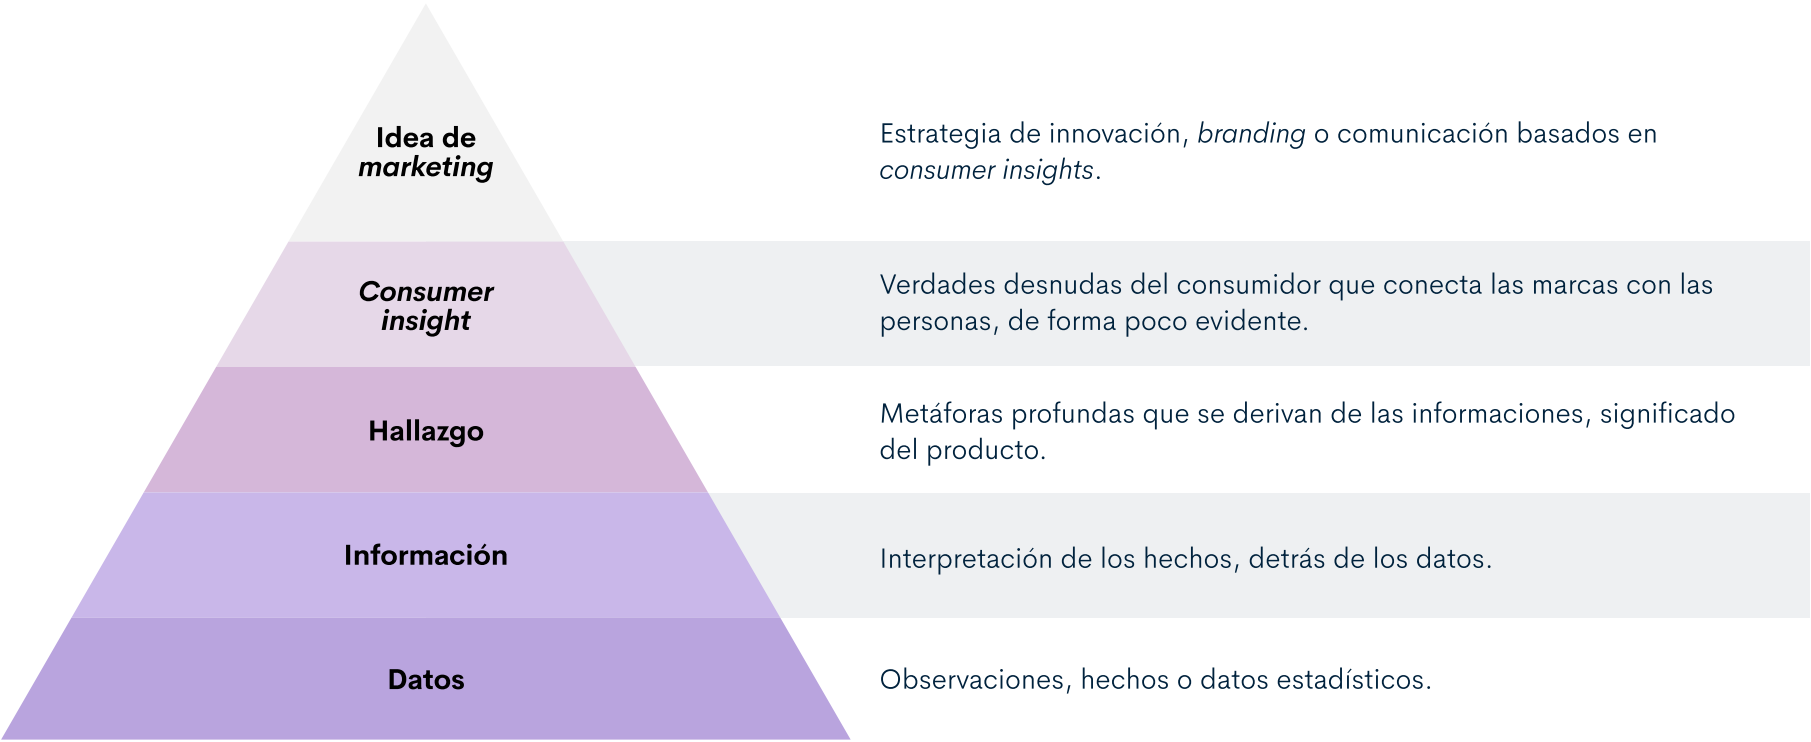 Idea de
marketing
Estrategia de innovación, branding o comunicación basados en
consumer insights.
Consumer
insight
Verdades desnudas del consumidor que conecta las marcas con las
personas, de forma poco evidente.
Hallazgo
Metáforas profundas que se derivan de las informaciones, significado
del producto.
Información
Interpretación de los hechos, detrás de los datos.
Datos
Observaciones, hechos o datos estadísticos.